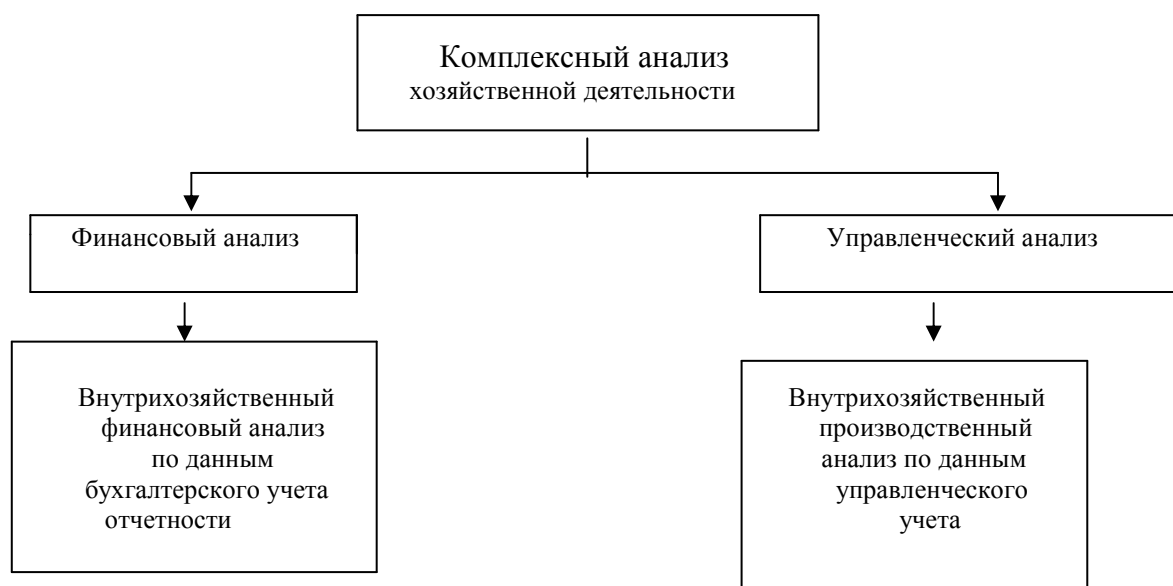 Комплексный анализ
хозяйственной деятельности
Финансовый анализ
Управленческий анализ
Внутрихозяйственный
финансовый анализ
по данным
бухгалтерского учета
отчетности
Внутрихозяйственный
производственный
анализ по данным
управленческого
учета